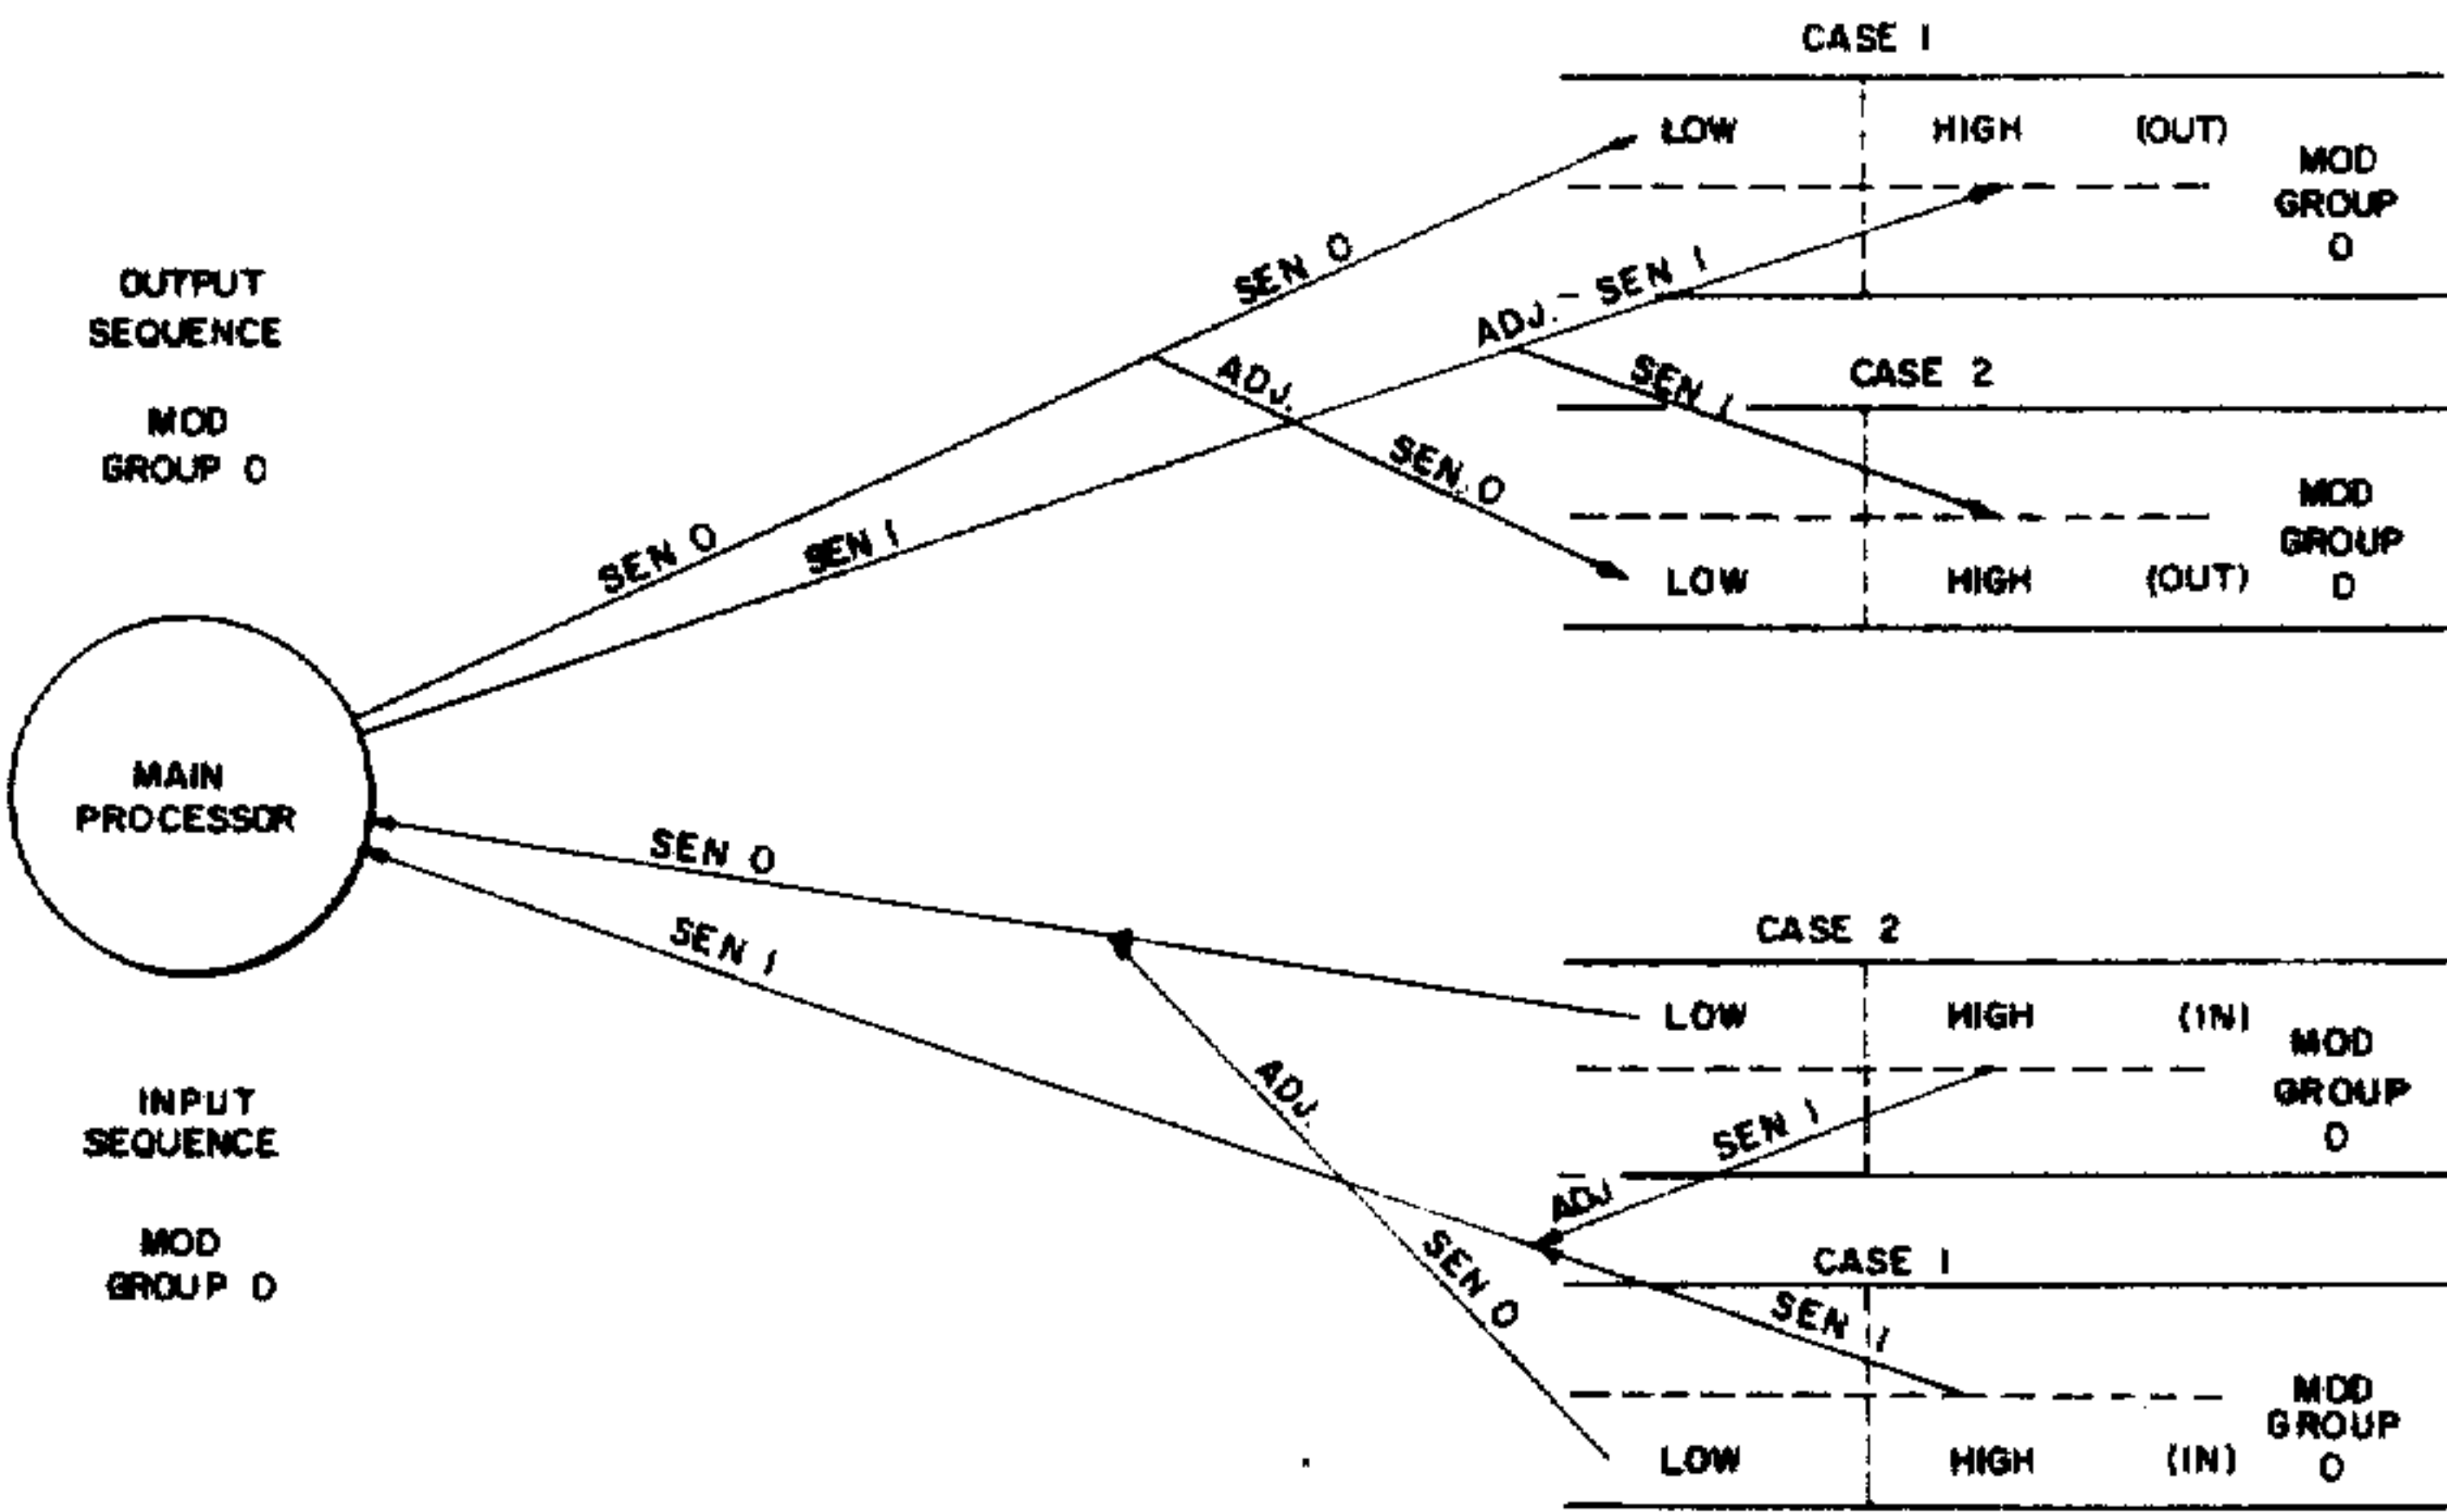 CASE 1
LOW HIGH (OUT)
MOD
GROUP
0
SEN 0
ADJ. SEN 1
OUTPUT
SEQUENCE
MOD
GROUP 0
ADJ.
SEN 0
SEN 1
CASE 2
MOD
GROUP
0
LOW HIGH (OUT)
SEN 0
SEN 1
MAIN
PROCESSOR
SEN 0
SEN 1
CASE 2
LOW HIGH (IN)
MOD
GROUP
0
ADJ.
SEN 1
ADJ
INPUT
SEQUENCE
MOD
GROUP 0
SEN 0
CASE 1
SEN 1
MOD
GROUP
0
LOW HIGH (IN)